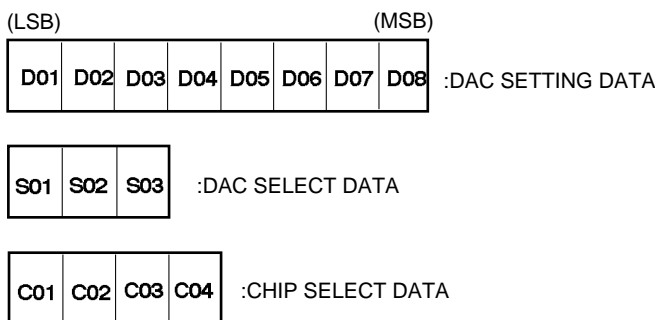 (LSB) (MSB)
D01 D02 D03 D04 D05 D06 D07 D08 :DAC SETTING DATA
S01 S02 S03 :DAC SELECT DATA
C01 C02 C03 C04 :CHIP SELECT DATA